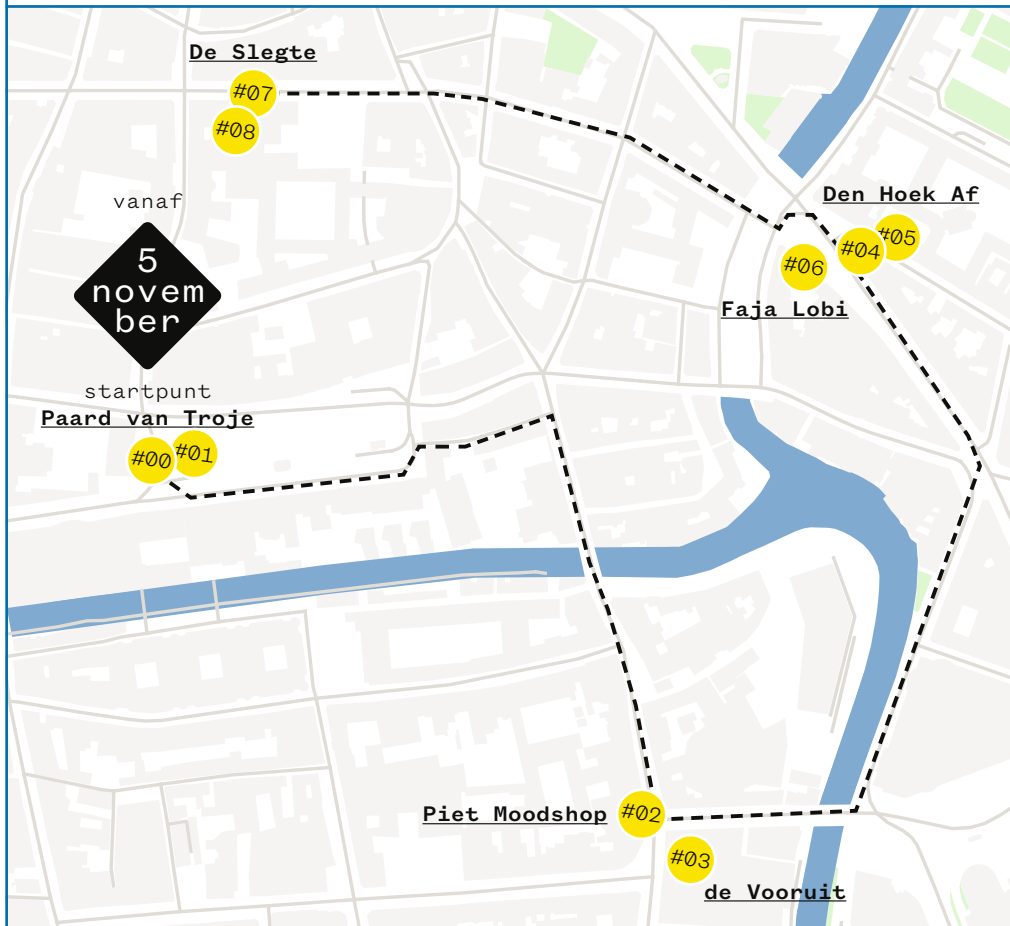 De Slegte
#07
#08
vanaf
5
novem
ber
Den Hoek Af
#05
#04
#06
Faja Lobi
startpunt
Paard van Troje
#00
#01
Piet Moodshop
#02
#03
de Vooruit